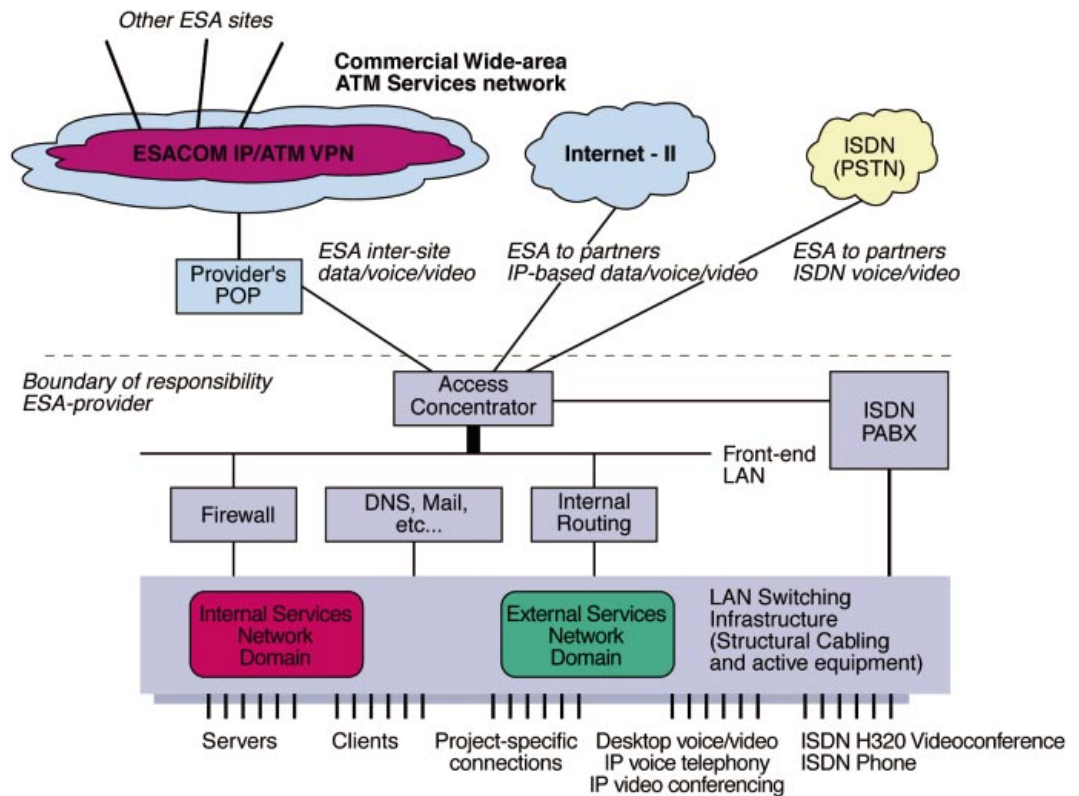 Other ESA sites
Commercial Wide-area
ATM Services network
ESACOM IP/ATM VPN
Internet - II
ISDN
(PSTN)
ESA inter-site
data/voice/video
ESA to partners
IP-based data/voice/video
ESA to partners
ISDN voice/video
Provider's
POP
Boundary of responsibility
ESA-provider
Access
Concentrator
ISDN
PABX
Front-end
LAN
Firewall
DNS, Mail,
etc...
Internal
Routing
Internal Services
Network
Domain
External Services
Network
Domain
LAN Switching
Infrastructure
(Structural Cabling
and active equipment)
Servers
Clients
Project-specific
connections
Desktop voice/video
IP voice telephony
IP video conferencing
ISDN H320 Videoconference
ISDN Phone